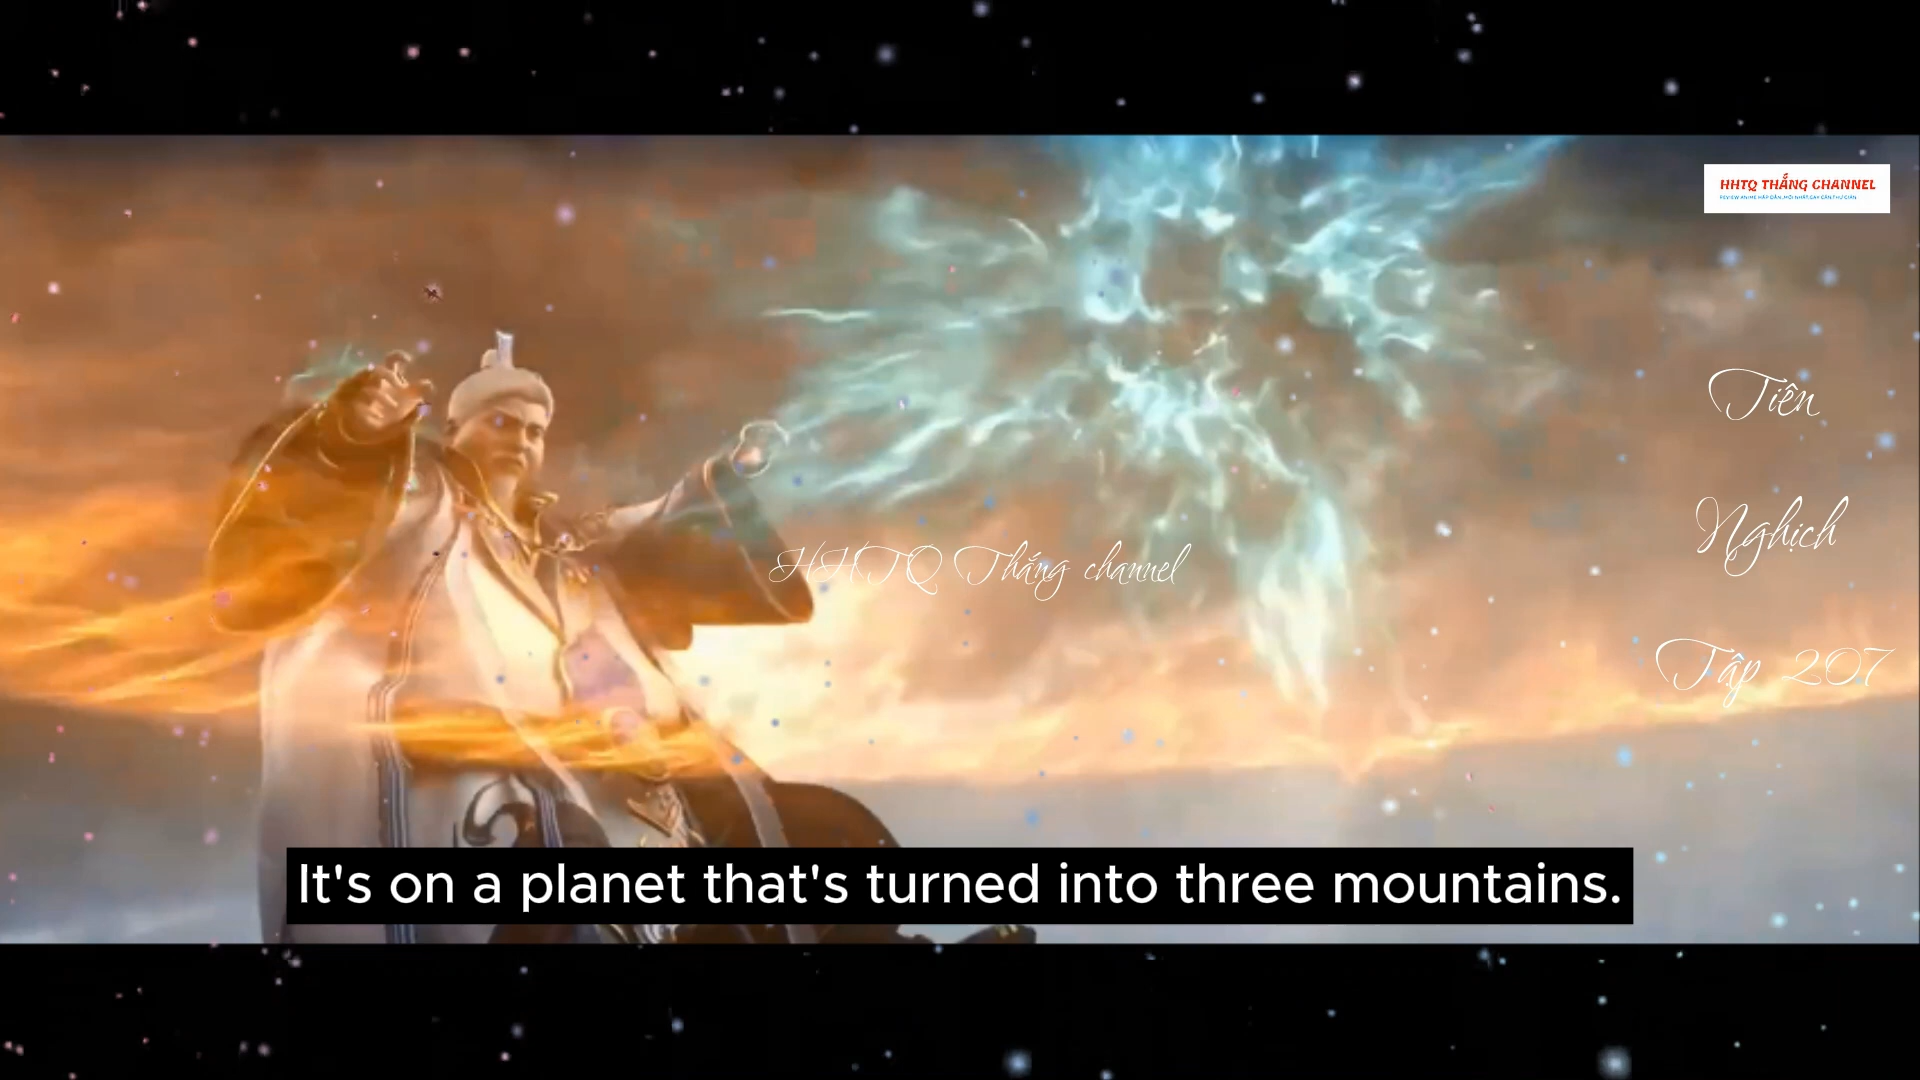 HHTQ THẮNG CHANNEL
Tiên
Nghịch
HHTQ Thắng channel
Tập 207
It's on a planet that's turned into three mountains.